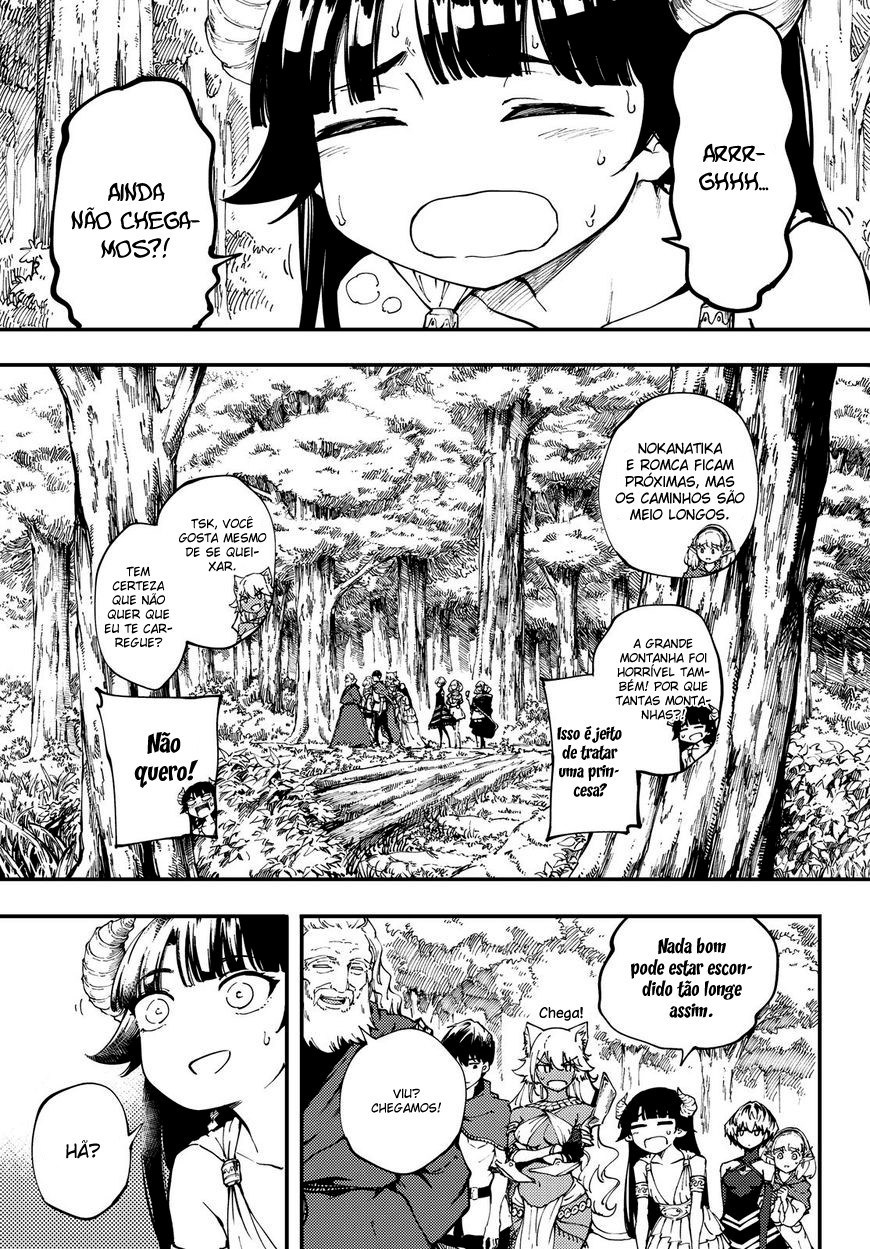 ARRR-
GHHH...
AINDA
NÃO CHEGA-
MOS?!
NOKANATIKA
E ROMCA FICAM
PRÓXIMAS, MAS
OS CAMINHOS SÃO
MEIO LONGOS.
A GRANDE
MONTANHA FOI
HORRÍVEL TAM-
BÉM! POR QUE
TANTAS MONTA-
NHAS?!
Isso é jeito
de tratar
uma prin-
cesa?
TSK, VOCÊ
GOSTA MESMO
DE SE QUEI-
XAR.
TEM
CERTEZA
QUE NÃO
QUER QUE
EU TE CAR-
REGUE?
Não
quero!
Nada bom
pode estar escon-
dido tão longe
assim.
Chega!
VIU?
CHEGAMOS!
HÃ?